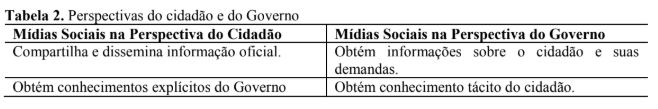 Tabela 2. Perspectivas do cidadão e do Governo
Mídias Sociais na Perspectiva do Cidadão Mídias Sociais na Perspectiva do Governo
Compartilha e dissemina informação oficial. Obtém informações sobre o cidadão e suas
demandas.
Obtém conhecimentos explícitos do Governo Obtém conhecimento tácito do cidadão.